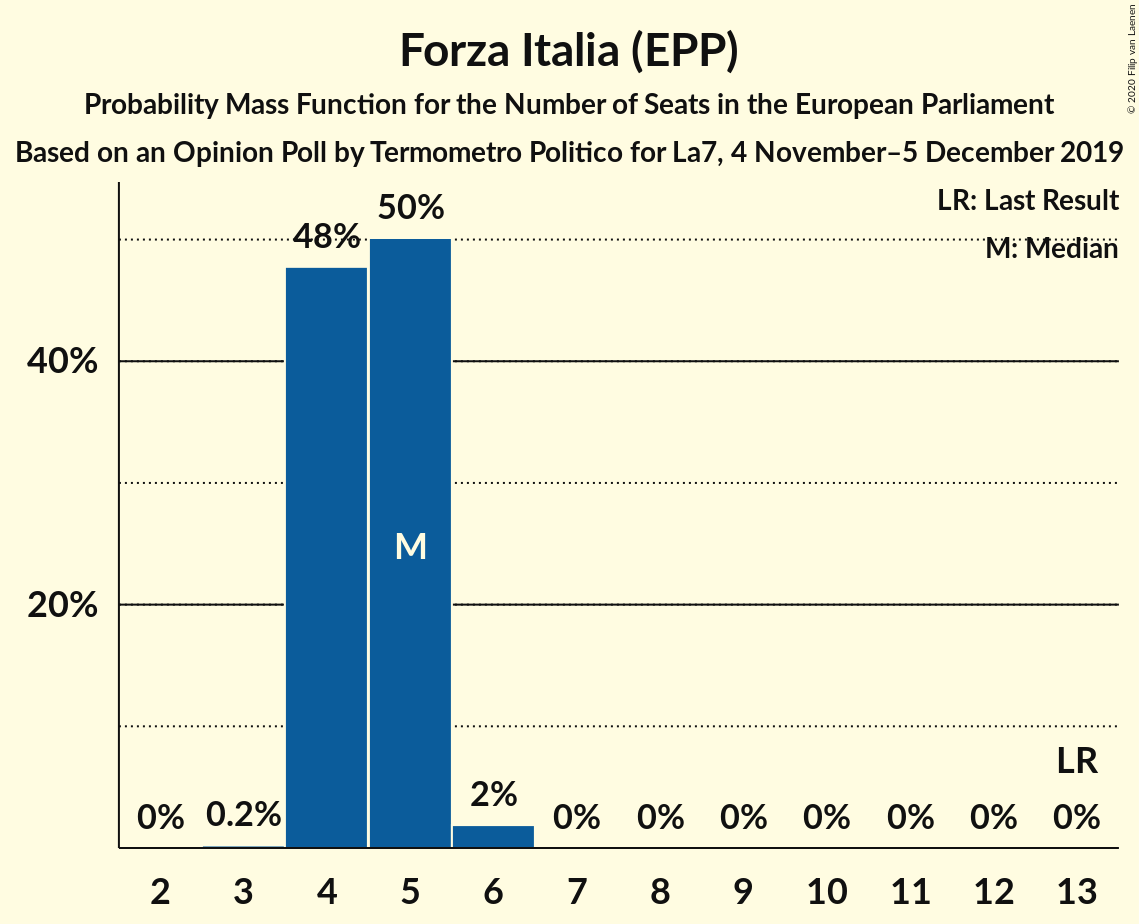 Forza Italia (EPP)
Probability Mass Function for the Number of Seats in the European Parliament
Based on an Opinion Poll by Termometro Politico for La7, 4 November–5 December 2019
© 2020 Filip van Laenen
LR: Last Result
M: Median
50%
48%
40%
M
20%
LR
0% 0.2% 2% 0% 0% 0% 0% 0% 0% 0%
2 3 4 5 6 7 8 9 10 11 12 13